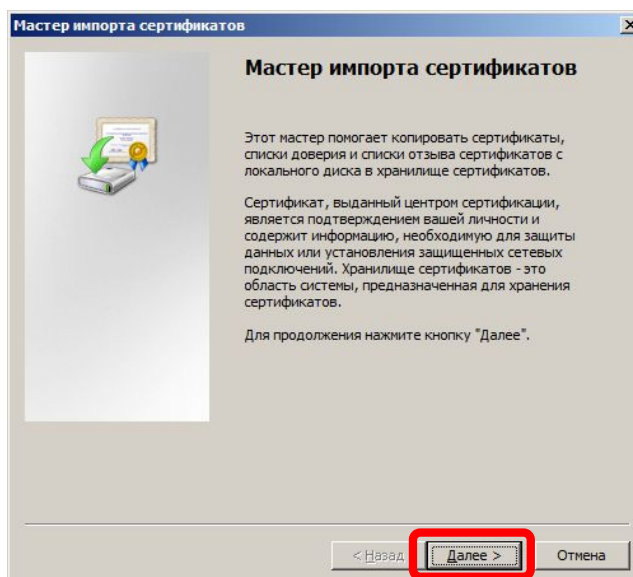 Мастер импорта сертификатов
Мастер импорта сертификатов
Этот мастер помогает копировать сертификаты,
списки доверия и списки отзыва сертификатов с
локального диска в хранилище сертификатов.
Сертификат, выданный центром сертификации,
является подтверждением вашей личности и
содержит информацию, необходимую для защиты
данных или установления защищенных сетевых
подключений. Хранилище сертификатов - это
область системы, предназначенная для хранения
сертификатов.
Для продолжения нажмите кнопку "Далее".
< Назад Далее > Отмена